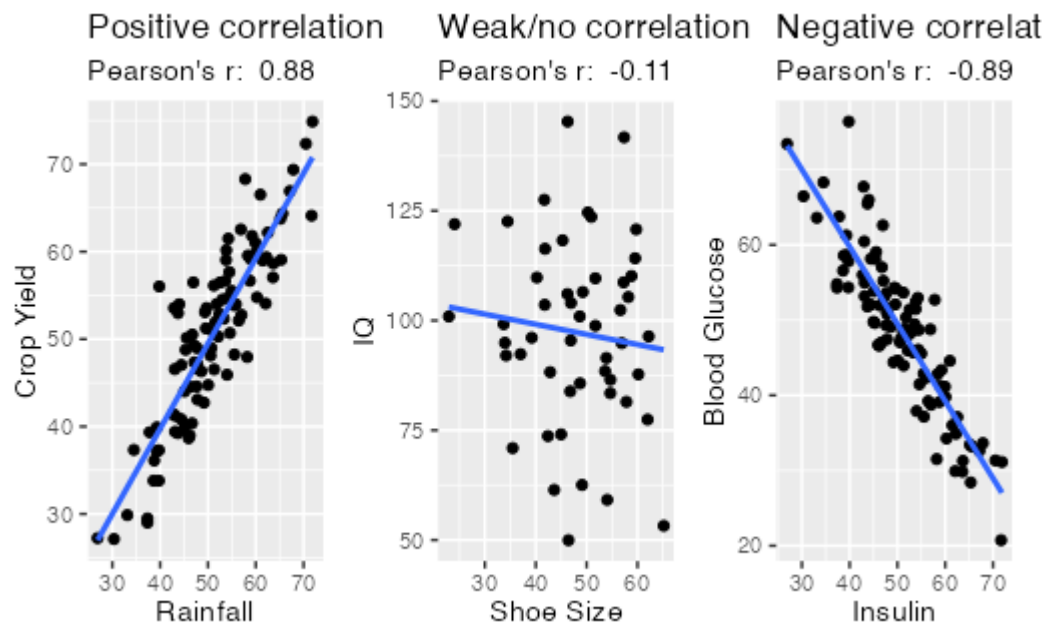 Positive correlation
Pearson's r: 0.88
70
60
50
40
30
Crop Yield
30 40 50 60 70
Rainfall
Weak/no correlation
Pearson's r: -0.11
150
125
100
75
50
IQ
30 40 50 60
Shoe Size
Negative correlat
Pearson's r: -0.89
60
40
20
Blood Glucose
30 40 50 60 70
Insulin